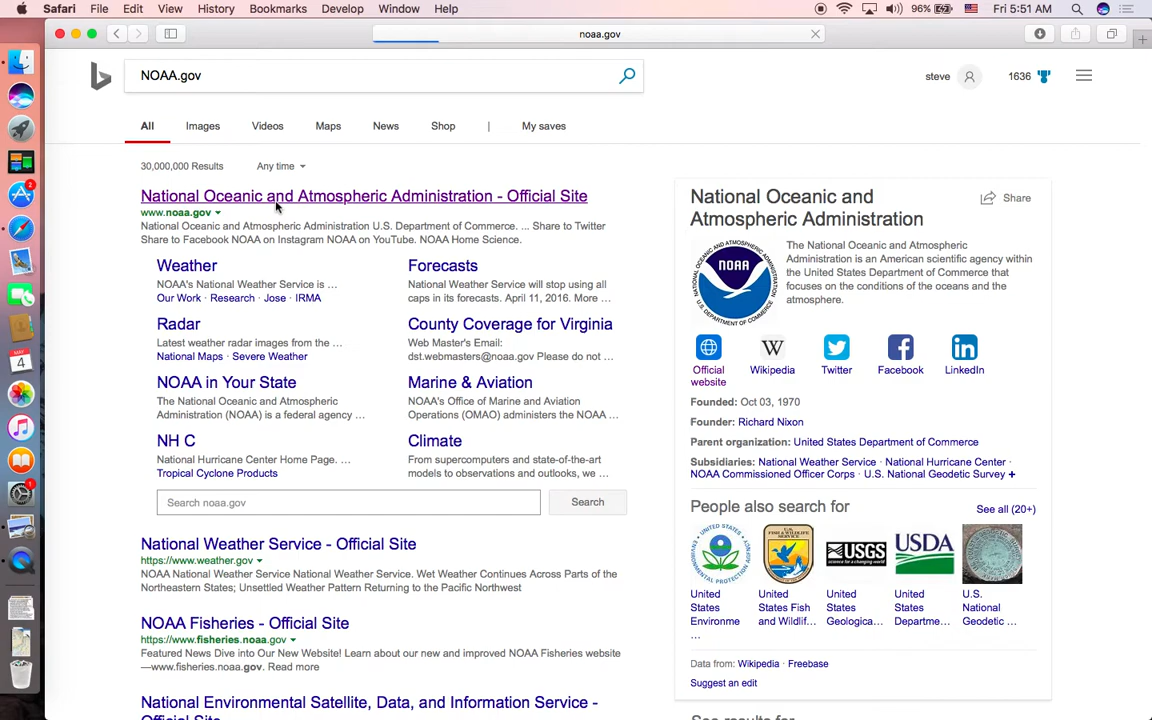 Safari File Edit View History Bookmarks Develop Window Help 96% Fri 5:51 AM
noaa.gov
NOAA.gov
steve 1636
All Images Videos Maps News Shop | My saves
30,000,000 Results Any time
National Oceanic and Atmospheric Administration - Official Site
www.noaa.gov
National Oceanic and Atmospheric Administration U.S. Department of Commerce. ... Share to Twitter
Share to Facebook NOAA on Instagram NOAA on YouTube. NOAA Home Science.
Weather
NOAA's National Weather Service is ...
Our Work · Research · Jose · IRMA
Forecasts
National Weather Service will stop using all
caps in its forecasts. April 11, 2016. More ...
Radar
Latest weather radar images from the ...
National Maps · Severe Weather
County Coverage for Virginia
Web Master's Email:
dst.webmasters@noaa.gov Please do not ...
NOAA in Your State
The National Oceanic and Atmospheric
Administration (NOAA) is a federal agency ...
Marine & Aviation
NOAA's Office of Marine and Aviation
Operations (OMAO) administers the NOAA ...
NH C
National Hurricane Center Home Page. ...
Tropical Cyclone Products
Climate
From supercomputers and state-of-the-art
models to observations and outlooks, we ...
Search noaa.gov
Search
National Weather Service - Official Site
https://www.weather.gov
NOAA National Weather Service National Weather Service. Wet Weather Continues Across Parts of the
Northeastern States; Unsettled Weather Pattern Returning to the Pacific Northwest
NOAA Fisheries - Official Site
https://www.fisheries.noaa.gov
Featured News Dive into Our New Website! Learn about our new and improved NOAA Fisheries website
—www.fisheries.noaa.gov. Read more
National Environmental Satellite, Data, and Information Service -
Official Site
National Oceanic and
Atmospheric Administration
Share
NOAA
The National Oceanic and Atmospheric
Administration is an American scientific agency within
the United States Department of Commerce that
focuses on the conditions of the oceans and the
atmosphere.
Official
website
Wikipedia
Twitter
Facebook
LinkedIn
Founded: Oct 03, 1970
Founder: Richard Nixon
Parent organization: United States Department of Commerce
Subsidiaries: National Weather Service · National Hurricane Center ·
NOAA Commissioned Officer Corps · U.S. National Geodetic Survey +
People also search for
See all (20+)
USGS
science for a changing world
USDA
United
States
Environme...
United
States Fish
and Wildlif...
United
States
Geologica...
United
States
Departme...
U.S.
National
Geodetic ...
Data from: Wikipedia · Freebase
Suggest an edit
See results for